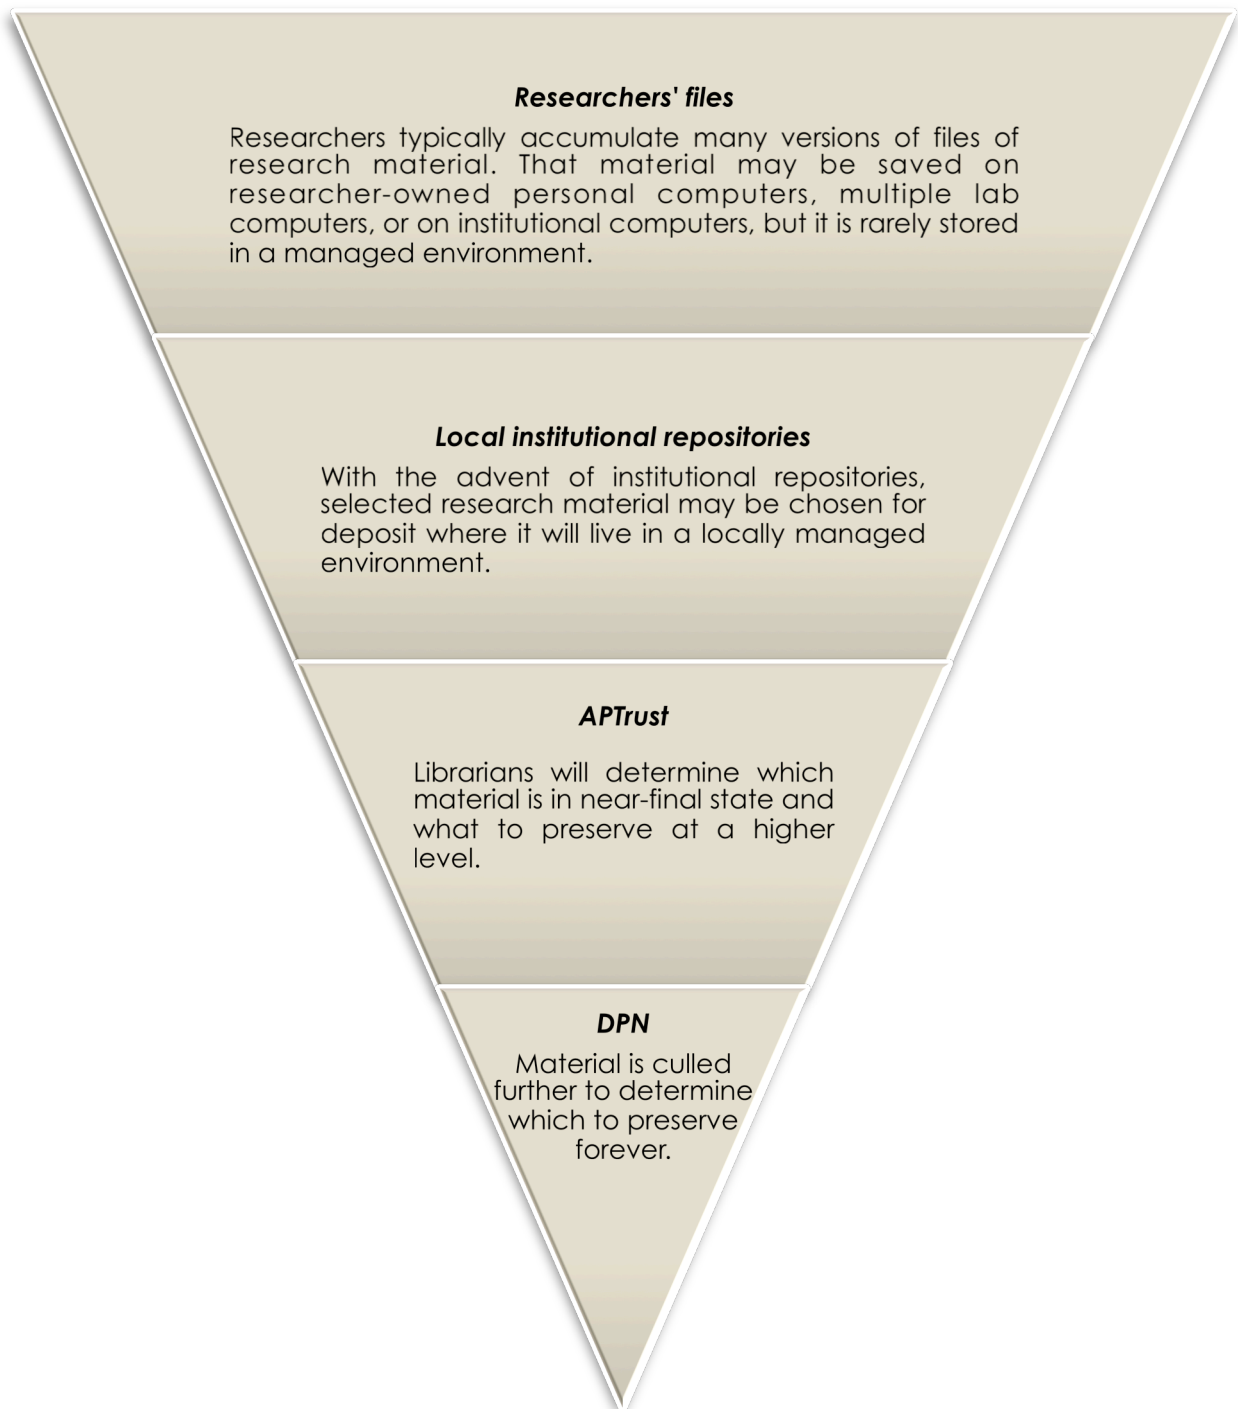 Researchers' files
Researchers typically accumulate many versions of files of
research material. That material may be saved on
researcher-owned personal computers, multiple lab
computers, or on institutional computers, but it is rarely stored
in a managed environment.
Local institutional repositories
With the advent of institutional repositories,
selected research material may be chosen for
deposit where it will live in a locally managed
environment.
APTrust
Librarians will determine which
material is in near-final state and
what to preserve at a higher
level.
DPN
Material is culled
further to determine
which to preserve
forever.